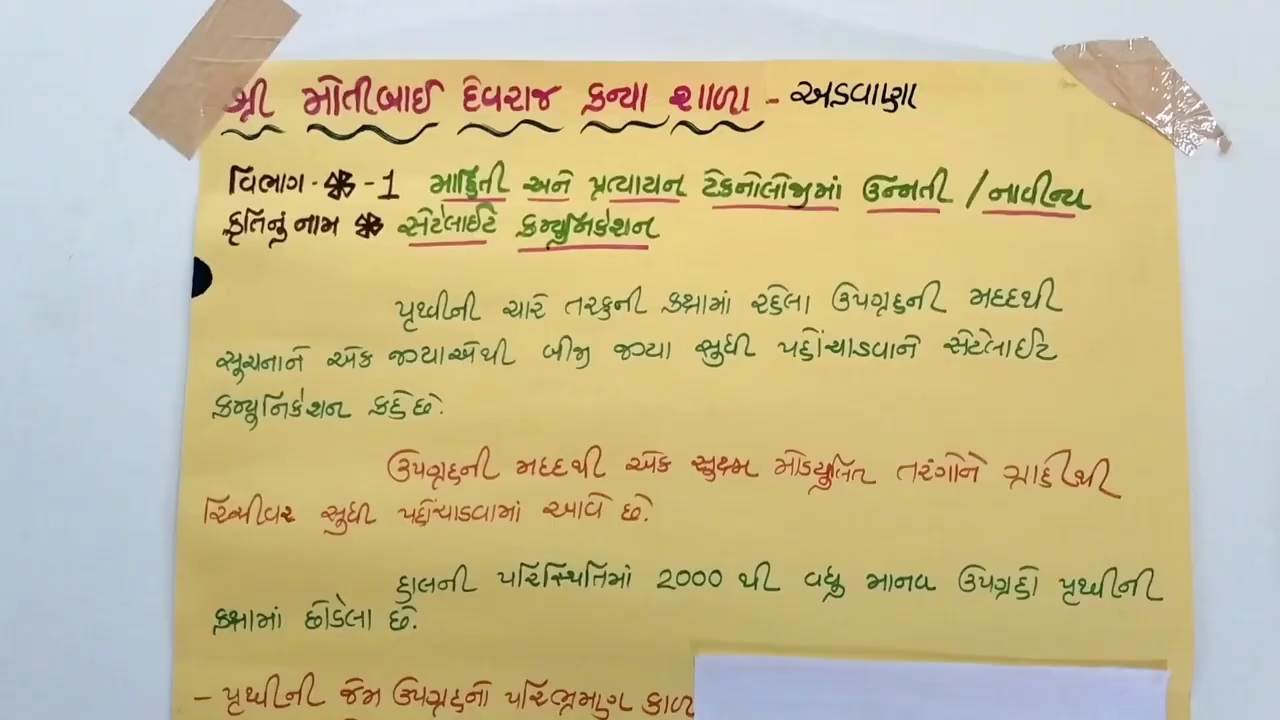 શ્રી મોતીબાઈ દેવરાજ કન્યા શાળા - અડવાણા
વિભાગ - 1 માહિતી અને પ્રત્યાયન ટેકનોલોજીમાં ઉન્નતી / નાવીન્ય
કૃતિનું નામ સેટેલાઈટ કમ્યુનિકેશન
પૃથ્વીની ચારે તરફની કક્ષામાં રહેલા ઉપગ્રહની મદદથી
સૂચનાને એક જગ્યાએથી બીજી જગ્યા સુધી પહોંચાડવાને સેટેલાઈટ
કમ્યુનિકેશન કહે છે.
ઉપગ્રહની મદદથી એક સુક્ષ્મ મોડ્યુલિત તરંગોને ગ્રાહીથી
રિસીવર સુધી પહોંચાડવામાં આવે છે.
હાલની પરિસ્થિતિમાં 2000 થી વધુ માનવ ઉપગ્રહો પૃથ્વીની
કક્ષામાં છોડેલા છે.
- પૃથ્વીની જેમ ઉપગ્રહનો પરિભ્રમણ કાળ